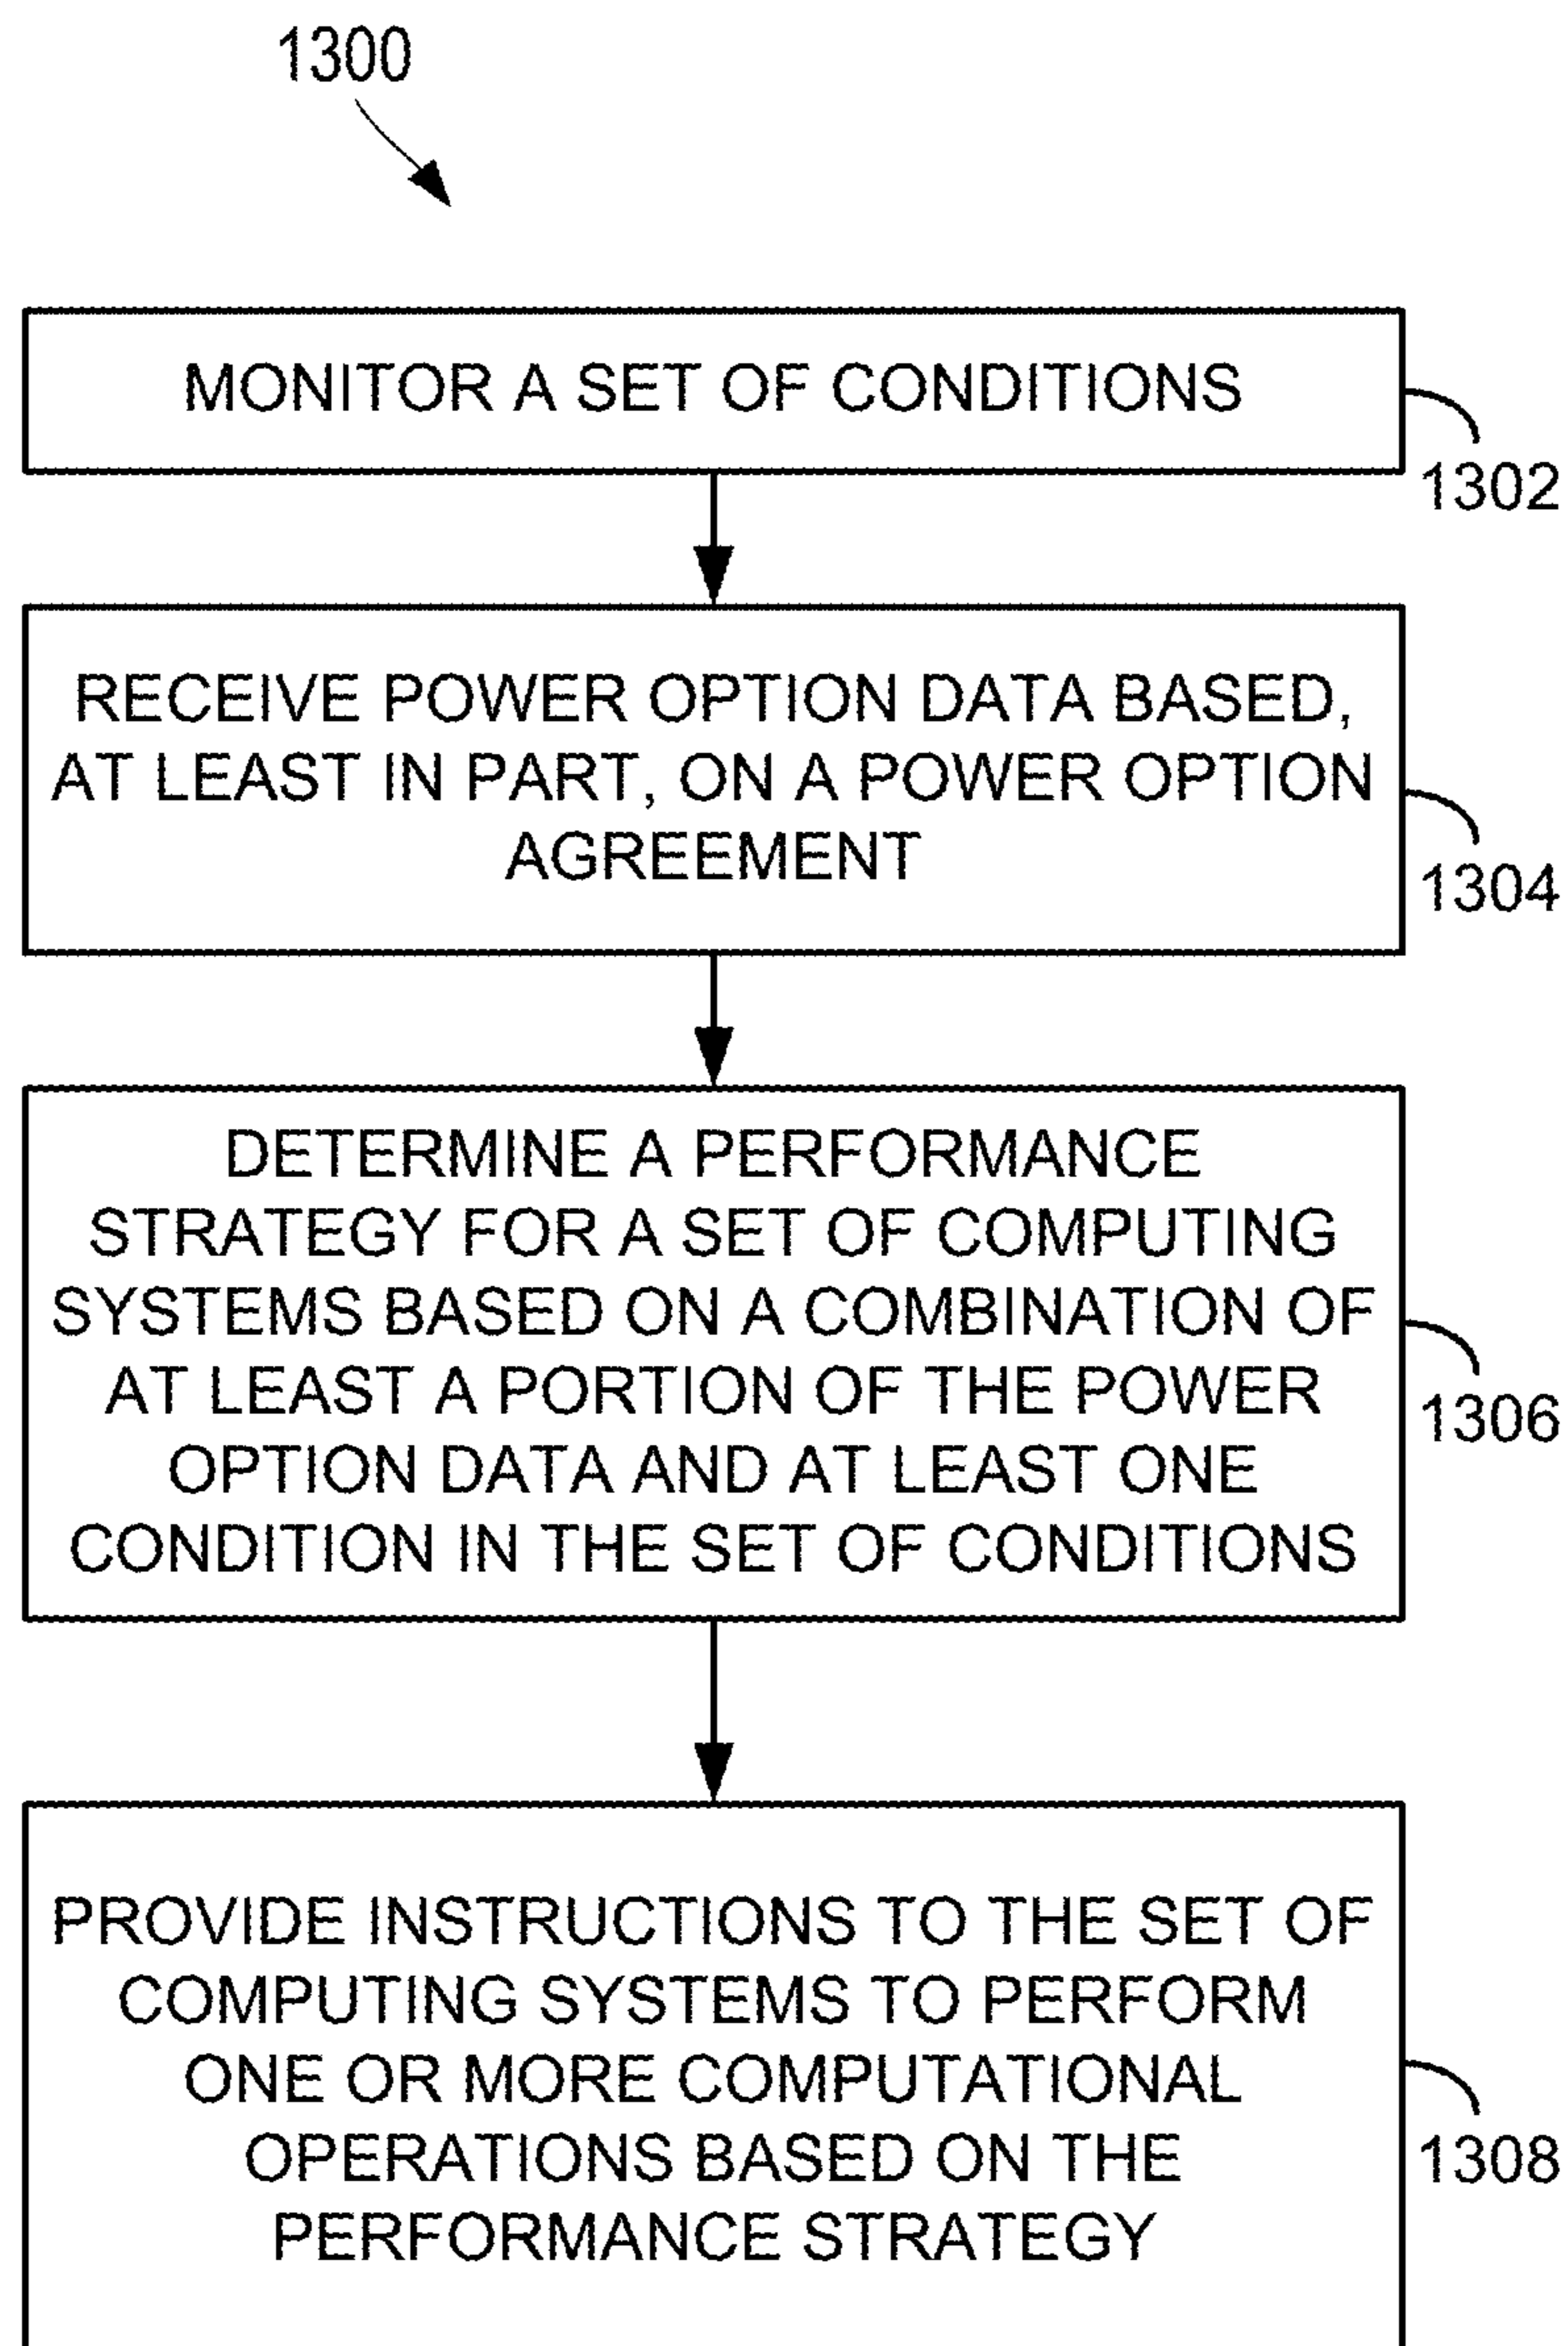 1300
MONITOR A SET OF CONDITIONS
1302
RECEIVE POWER OPTION DATA BASED,
AT LEAST IN PART, ON A POWER OPTION
AGREEMENT
1304
DETERMINE A PERFORMANCE
STRATEGY FOR A SET OF COMPUTING
SYSTEMS BASED ON A COMBINATION OF
AT LEAST A PORTION OF THE POWER
OPTION DATA AND AT LEAST ONE
CONDITION IN THE SET OF CONDITIONS
1306
PROVIDE INSTRUCTIONS TO THE SET OF
COMPUTING SYSTEMS TO PERFORM
ONE OR MORE COMPUTATIONAL
OPERATIONS BASED ON THE
PERFORMANCE STRATEGY
1308